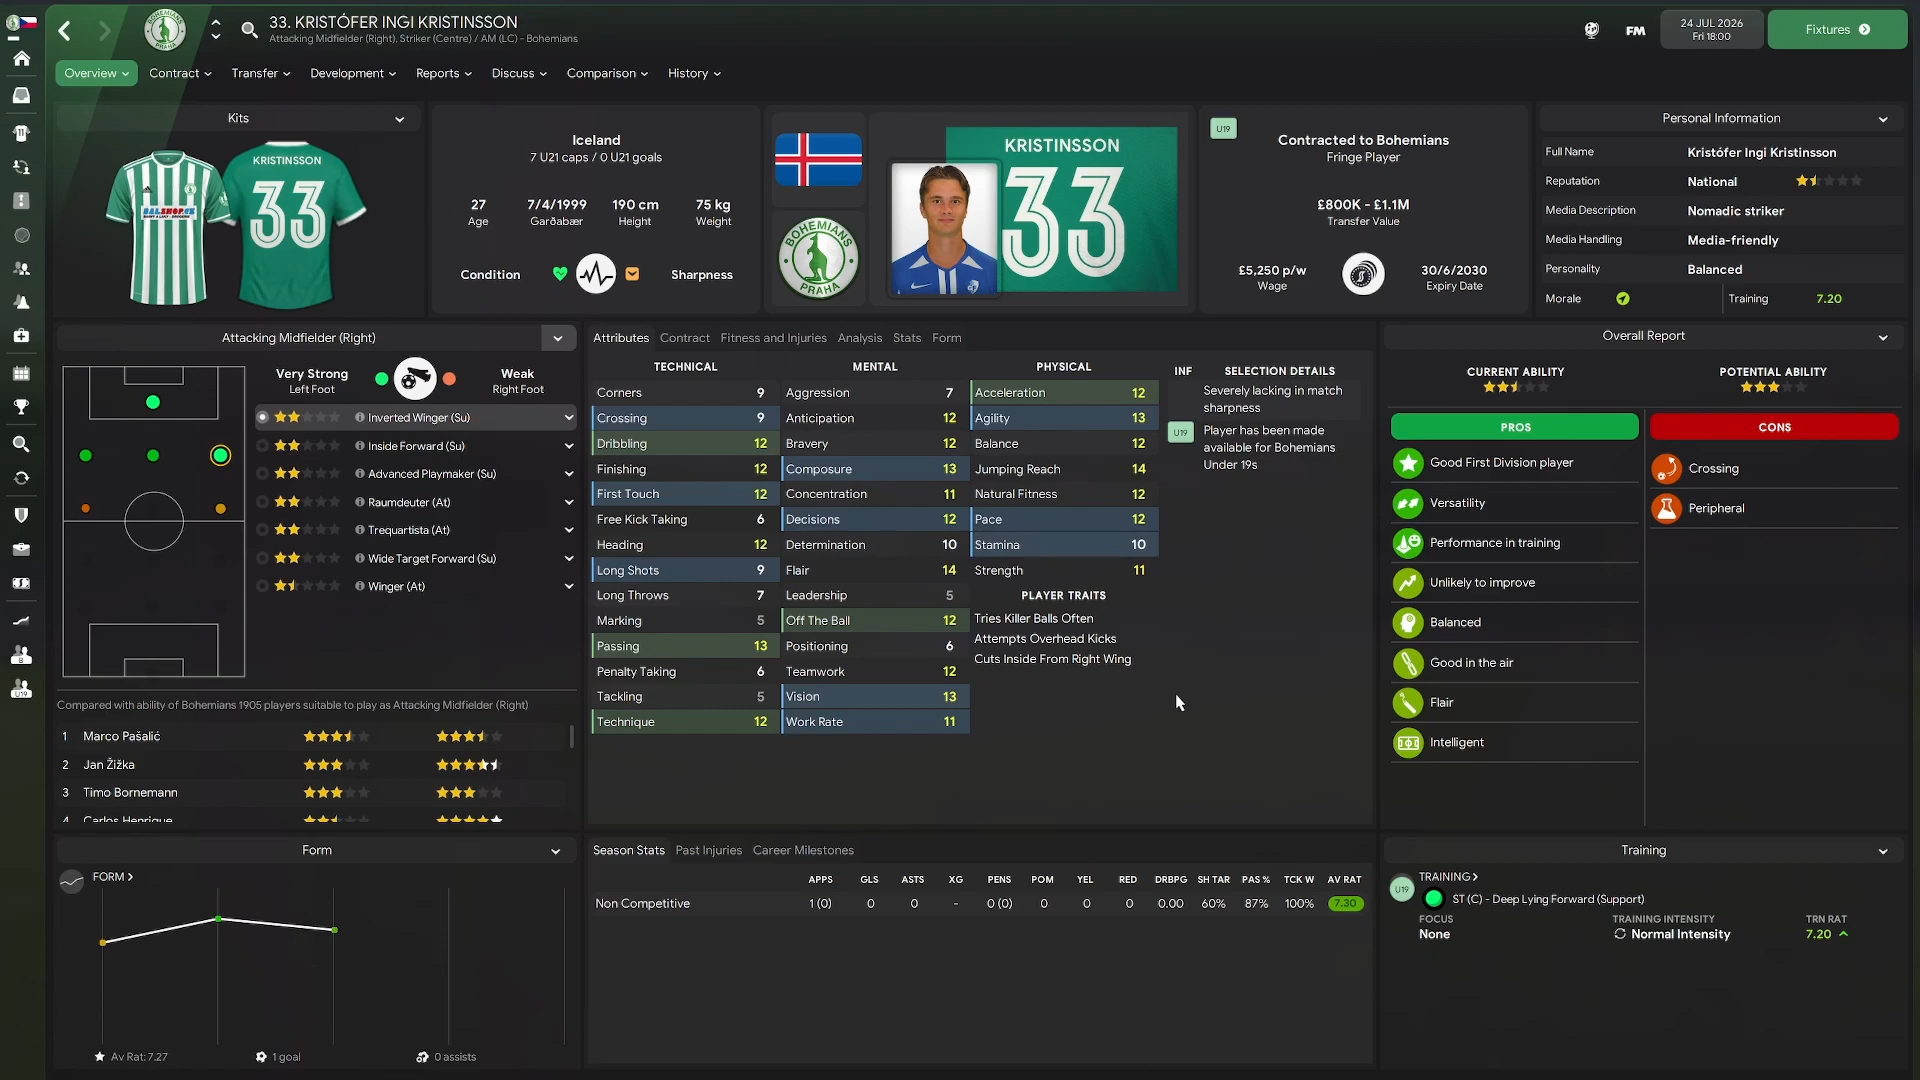 33. KRISTÓFER INGI KRISTINSSON
Attacking Midfielder (Right), Striker (Centre) / AM (LC) - Bohemians
FM
24 JUL 2026
Fri 18:00
Fixtures
Overview
Contract
Transfer
Development
Reports
Discuss
Comparison
History
Kits
KRISTINSSON
33
Iceland
7 U21 caps / 0 U21 goals
27
Age
7/4/1999
Garðabær
190 cm
Height
75 kg
Weight
Condition
Sharpness
BOHEMIANS
PRAHA
KRISTINSSON
33
U19
Contracted to Bohemians
Fringe Player
£800K - £1.1M
Transfer Value
£5,250 p/w
Wage
30/6/2030
Expiry Date
Personal Information
Full Name Kristófer Ingi Kristinsson
Reputation National
Media Description Nomadic striker
Media Handling Media-friendly
Personality Balanced
Morale Training 7.20
Attacking Midfielder (Right)
Very Strong
Left Foot
Weak
Right Foot
Inverted Winger (Su)
Inside Forward (Su)
Advanced Playmaker (Su)
Raumdeuter (At)
Trequartista (At)
Wide Target Forward (Su)
Winger (At)
Compared with ability of Bohemians 1905 players suitable to play as Attacking Midfielder (Right)
1 Marco Pašalić
2 Jan Žižka
3 Timo Bornemann
4 Carlos Henrique
Attributes Contract Fitness and Injuries Analysis Stats Form
TECHNICAL
Corners 9
Crossing 9
Dribbling 12
Finishing 12
First Touch 12
Free Kick Taking 6
Heading 12
Long Shots 9
Long Throws 7
Marking 5
Passing 13
Penalty Taking 6
Tackling 5
Technique 12
MENTAL
Aggression 7
Anticipation 12
Bravery 12
Composure 13
Concentration 11
Decisions 12
Determination 10
Flair 14
Leadership 5
Off The Ball 12
Positioning 6
Teamwork 12
Vision 13
Work Rate 11
PHYSICAL
Acceleration 12
Agility 13
Balance 12
Jumping Reach 14
Natural Fitness 12
Pace 12
Stamina 10
Strength 11
PLAYER TRAITS
Tries Killer Balls Often
Attempts Overhead Kicks
Cuts Inside From Right Wing
INF SELECTION DETAILS
Severely lacking in match
sharpness
U19
Player has been made
available for Bohemians
Under 19s
Overall Report
CURRENT ABILITY
POTENTIAL ABILITY
PROS
Good First Division player
Versatility
Performance in training
Unlikely to improve
Balanced
Good in the air
Flair
Intelligent
CONS
Crossing
Peripheral
Form
FORM
Av Rat: 7.27
1 goal
0 assists
Season Stats Past Injuries Career Milestones
APPS GLS ASTS XG PENS POM YEL RED DRBPG SH TAR PAS % TCK W AV RAT
Non Competitive 1 (0) 0 0 - 0 (0) 0 0 0 0.00 60% 87% 100% 7.30
Training
U19
TRAINING
ST (C) - Deep Lying Forward (Support)
FOCUS
None
TRAINING INTENSITY
Normal Intensity
TRN RAT
7.20